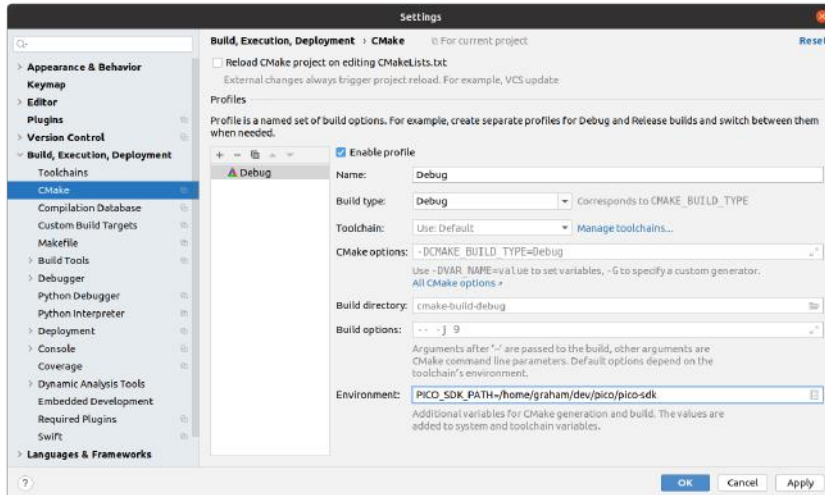 Settings
Build, Execution, Deployment › CMake
For current project
Reset
Reload CMake project on editing CMakeLists.txt
External changes always trigger project reload. For example, VCS update
Profiles
Profile is a named set of build options. For example, create separate profiles for Debug and Release builds and switch between them
when needed.
Appearance & Behavior
Keymap
Editor
Plugins
Version Control
Build, Execution, Deployment
Toolchains
CMake
Compilation Database
Custom Build Targets
Makefile
Build Tools
Debugger
Python Debugger
Python Interpreter
Deployment
Console
Coverage
Dynamic Analysis Tools
Embedded Development
Required Plugins
Swift
Languages & Frameworks
Debug
Enable profile
Name: Debug
Build type: Debug Corresponds to CMAKE_BUILD_TYPE
Toolchain: Use: Default Manage toolchains...
CMake options: -DCMAKE_BUILD_TYPE=Debug
Use -DVAR_NAME=value to set variables, -G to specify a custom generator.
All CMake options ↗
Build directory: cmake-build-debug
Build options: -- -j 9
Arguments after '--' are passed to the build, other arguments are
CMake command line parameters. Default options depend on the
toolchain's environment.
Environment: PICO_SDK_PATH=/home/graham/dev/pico/pico-sdk
Additional variables for CMake generation and build. The values are
added to system and toolchain variables.
?
OK Cancel Apply